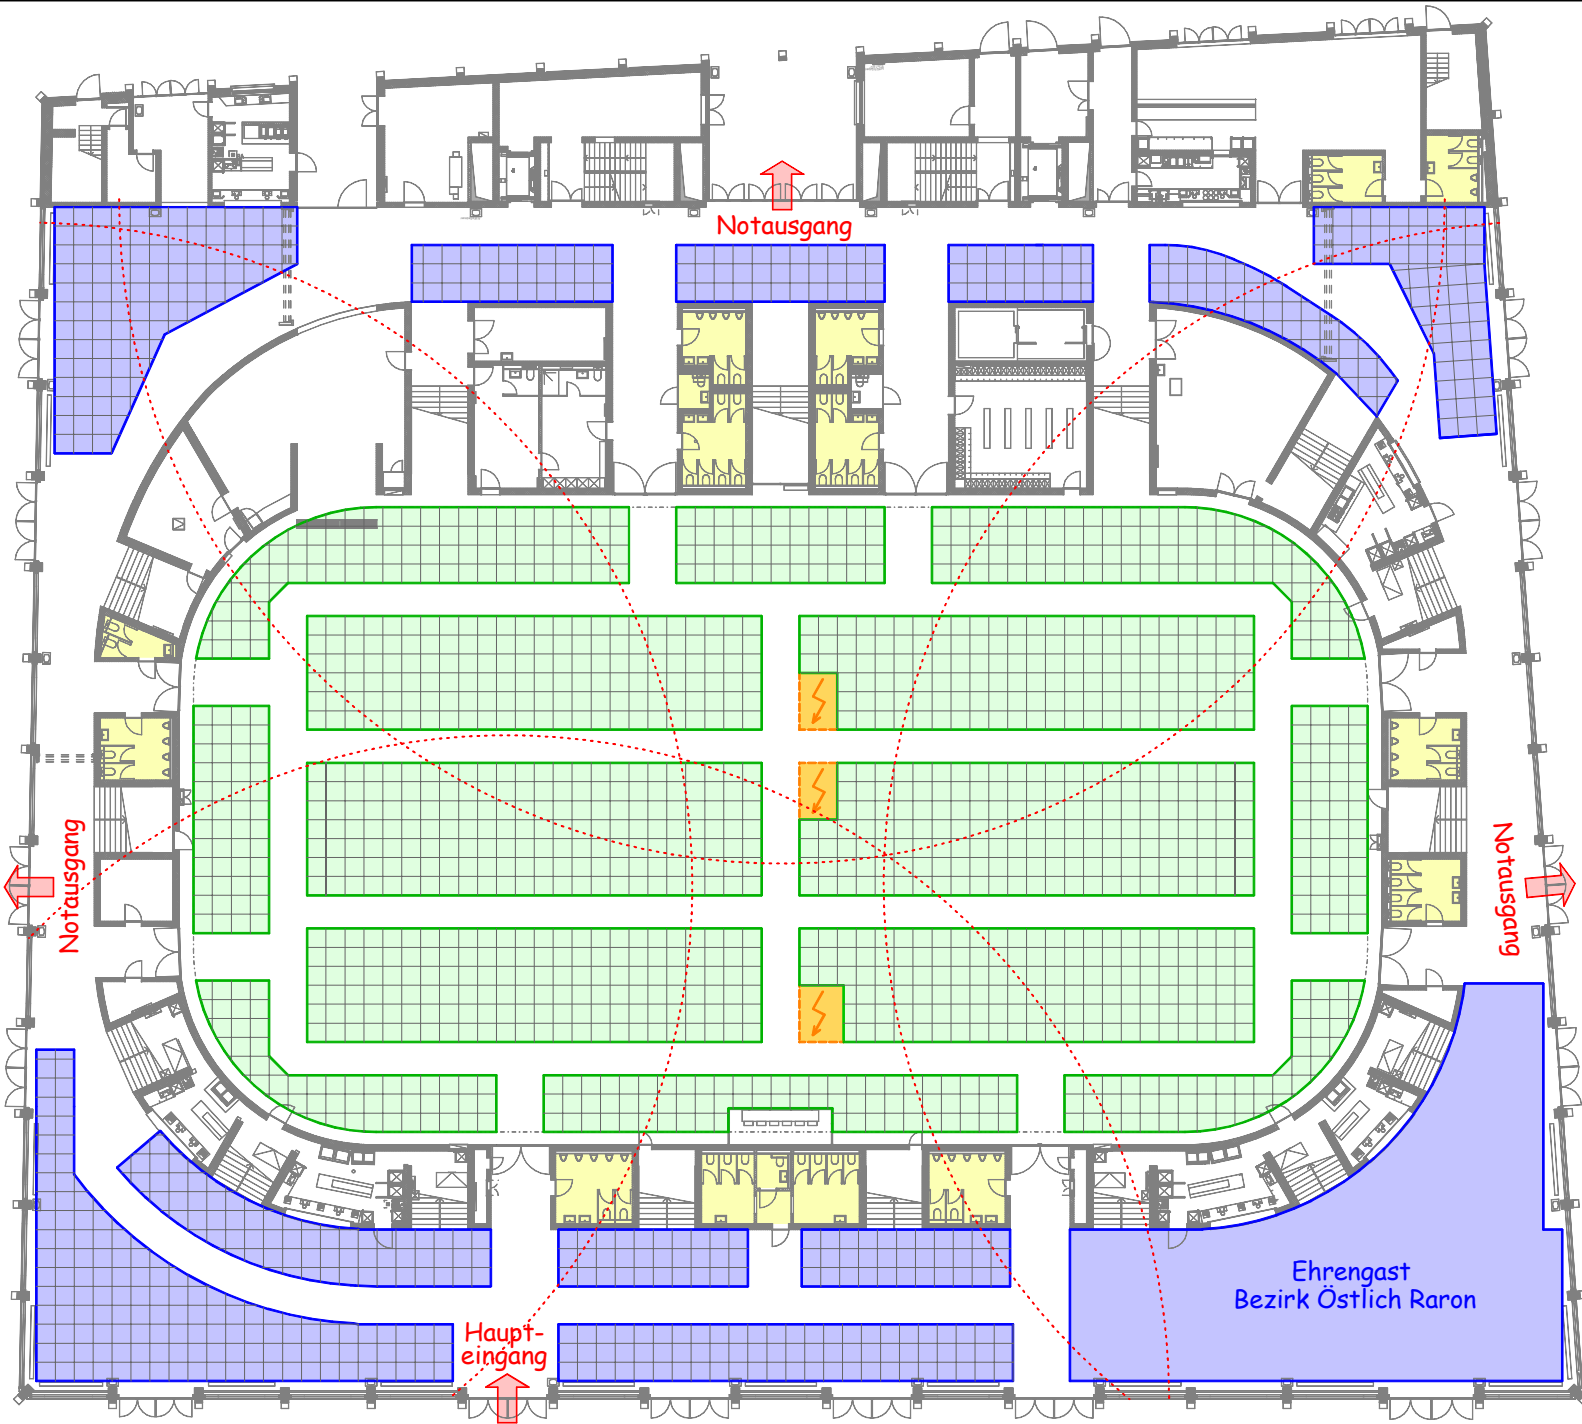 Notausgang
Notausgang
Notausgang
Ehrengast
Bezirk Östlich Raron
Haupt-
eingang